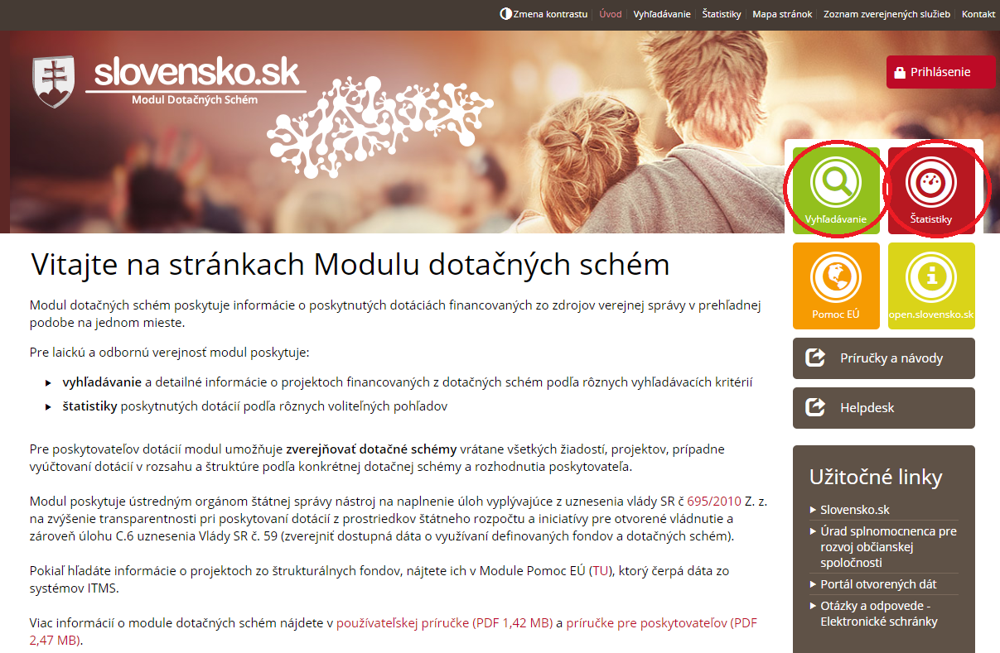 Zmena kontrastu Úvod Vyhľadávanie Štatistiky Mapa stránok Zoznam zverejnených služieb Kontakt
slovensko.sk
Modul Dotačných Schém
Prihlásenie
Vyhľadávanie Štatistiky
Pomoc EÚ open.slovensko.sk
Príručky a návody
Helpdesk
Užitočné linky
Slovensko.sk
Úrad splnomocnenca pre
rozvoj občianskej
spoločnosti
Portál otvorených dát
Otázky a odpovede -
Elektronické schránky
Vitajte na stránkach Modulu dotačných schém
Modul dotačných schém poskytuje informácie o poskytnutých dotáciách financovaných zo zdrojov verejnej správy v prehľadnej
podobe na jednom mieste.
Pre laickú a odbornú verejnosť modul poskytuje:
vyhľadávanie a detailné informácie o projektoch financovaných z dotačných schém podľa rôznych vyhľadávacích kritérií
štatistiky poskytnutých dotácií podľa rôznych voliteľných pohľadov
Pre poskytovateľov dotácií modul umožňuje zverejňovať dotačné schémy vrátane všetkých žiadostí, projektov, prípadne
vyúčtovaní dotácií v rozsahu a štruktúre podľa konkrétnej dotačnej schémy a rozhodnutia poskytovateľa.
Modul poskytuje ústredným orgánom štátnej správy nástroj na naplnenie úloh vyplývajúce z uznesenia vlády SR č 695/2010 Z. z.
na zvýšenie transparentnosti pri poskytovaní dotácií z prostriedkov štátneho rozpočtu a iniciatívy pre otvorené vládnutie a
zároveň úlohu C.6 uznesenia Vlády SR č. 59 (zverejniť dostupná dáta o využívaní definovaných fondov a dotačných schém).
Pokiaľ hľadáte informácie o projektoch zo štrukturálnych fondov, nájtete ich v Module Pomoc EÚ (TU), ktorý čerpá dáta zo
systémov ITMS.
Viac informácií o module dotačných schém nájdete v používateľskej príručke (PDF 1,42 MB) a príručke pre poskytovateľov (PDF
2,47 MB).